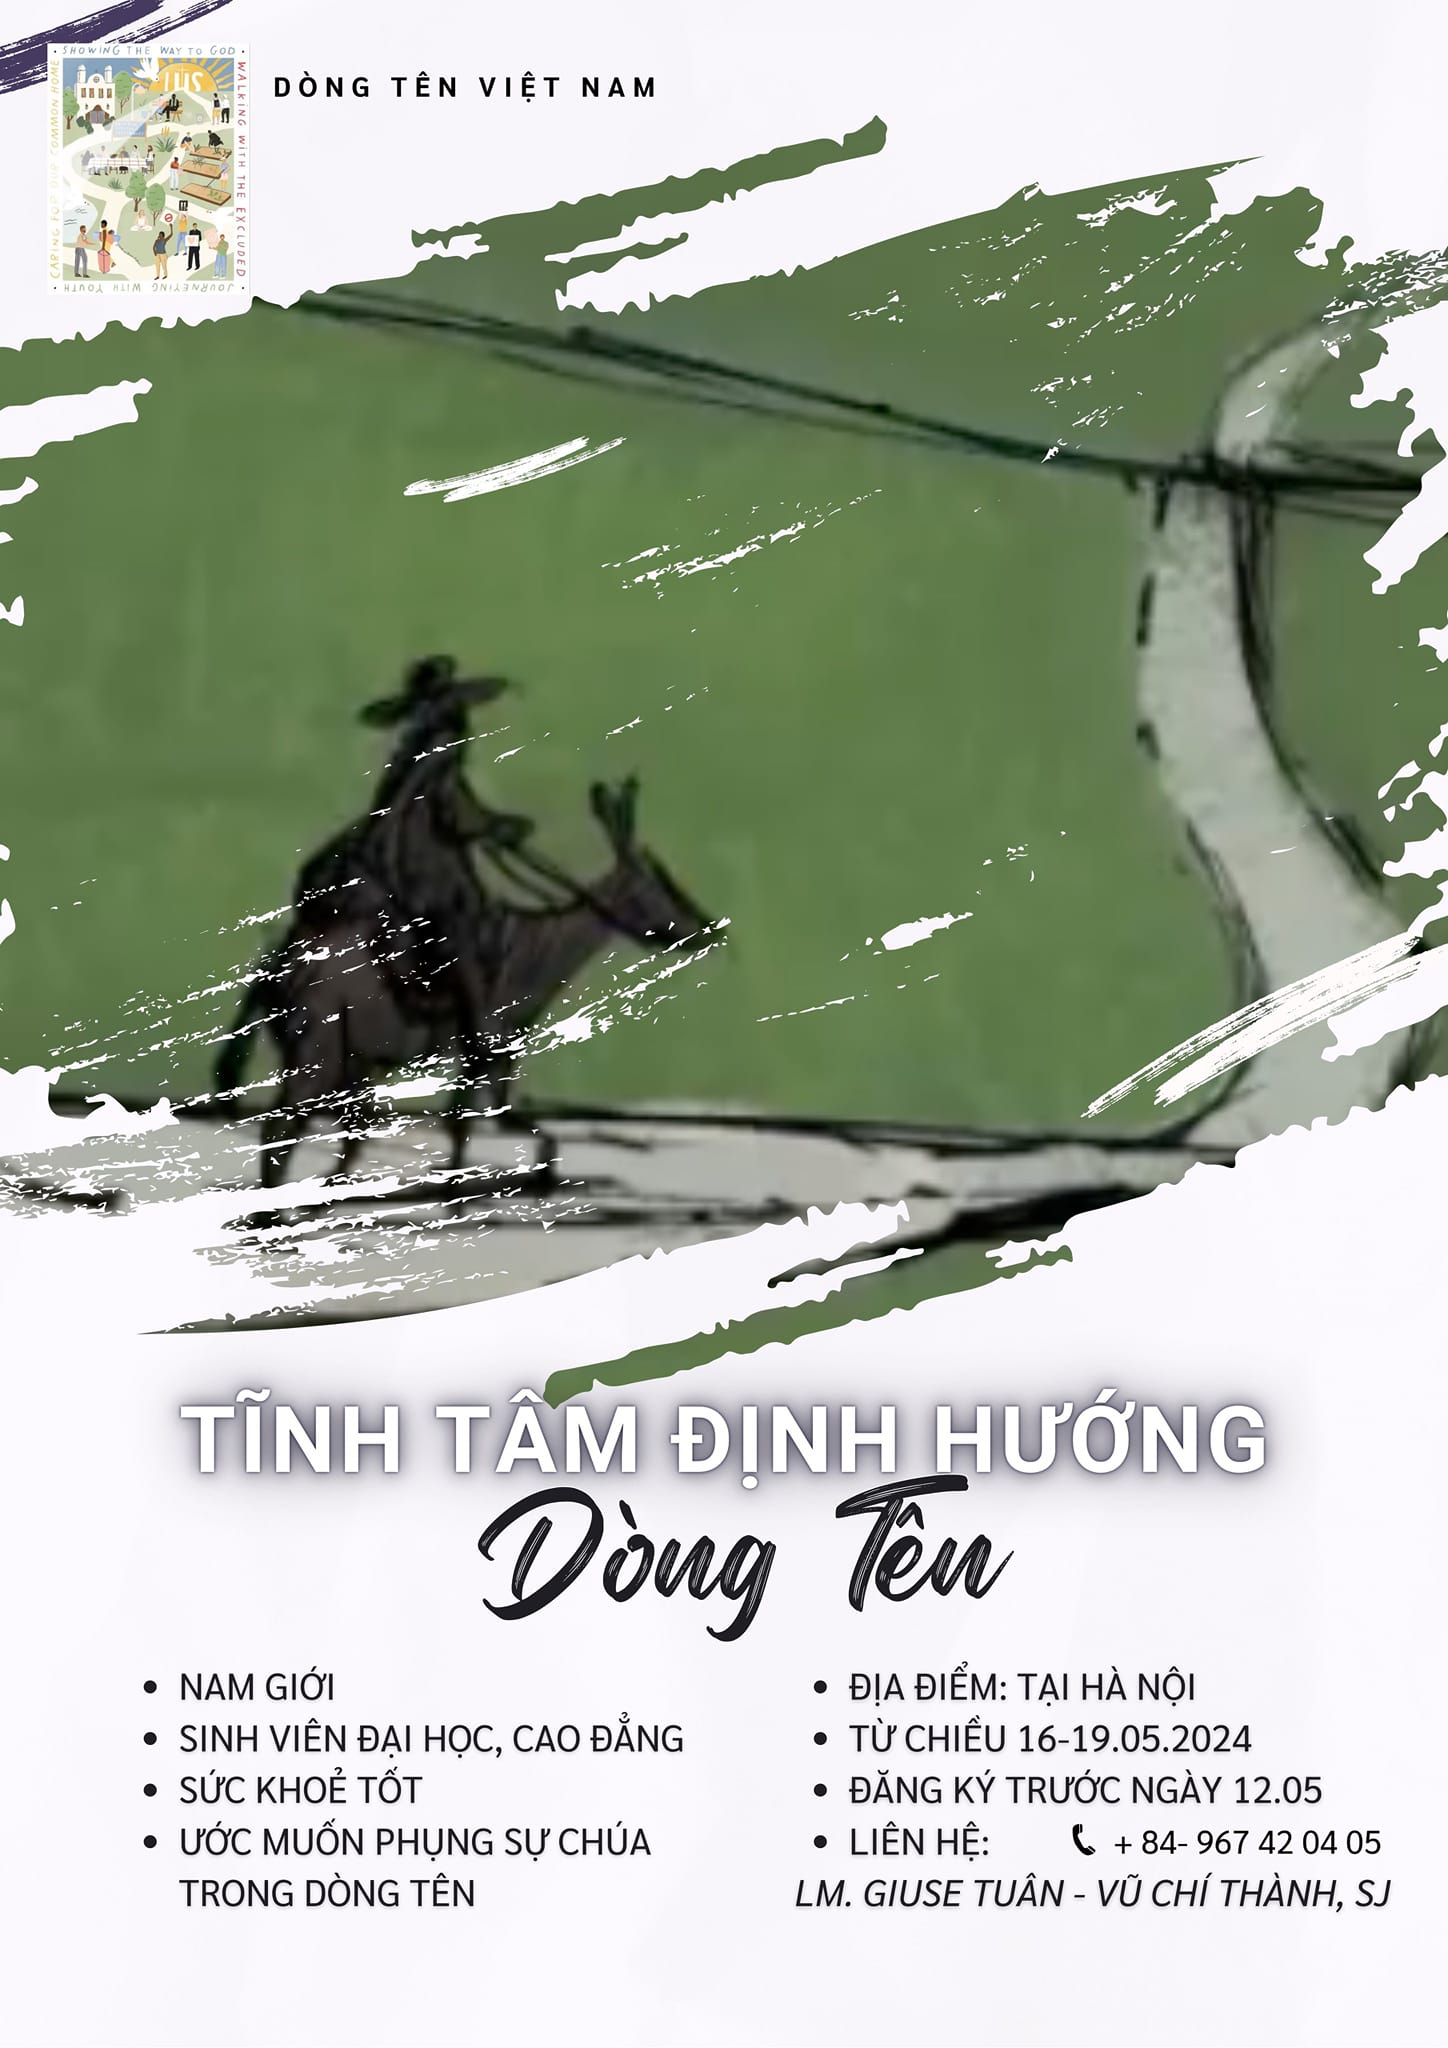 SHOWING THE WAY TO GOD
WALKING WITH THE EXCLUDED
JOURNEYING WITH YOUTH
CARING FOR OUR COMMON HOME
IHS
DÒNG TÊN VIỆT NAM
TĨNH TÂM ĐỊNH HƯỚNG
Dòng Tên
• NAM GIỚI
• SINH VIÊN ĐẠI HỌC, CAO ĐẲNG
• SỨC KHOẺ TỐT
• ƯỚC MUỐN PHỤNG SỰ CHÚA
TRONG DÒNG TÊN
• ĐỊA ĐIỂM: TẠI HÀ NỘI
• TỪ CHIỀU 16-19.05.2024
• ĐĂNG KÝ TRƯỚC NGÀY 12.05
• LIÊN HỆ: + 84- 967 42 04 05
LM. GIUSE TUÂN - VŨ CHÍ THÀNH, SJ